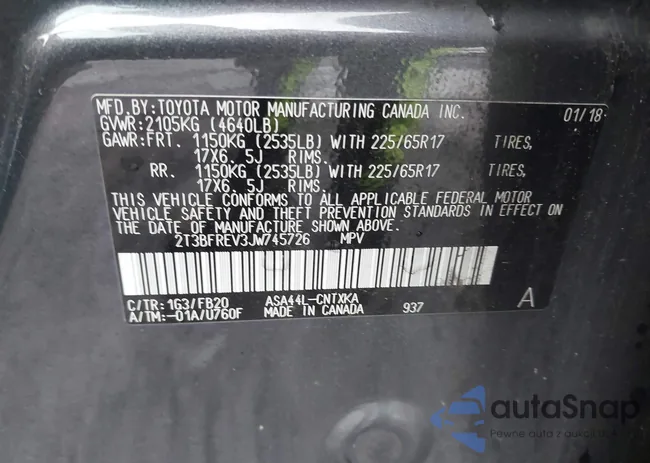 MFD.BY:TOYOTA MOTOR MANUFACTURING CANADA INC. 01/18
GVWR:2105KG (4640LB)
GAWR:FRT. 1150KG (2535LB) WITH 225/65R17 TIRES,
17X6. 5J RIMS.
RR. 1150KG (2535LB) WITH 225/65R17 TIRES,
17X6. 5J RIMS.
THIS VEHICLE CONFORMS TO ALL APPLICABLE FEDERAL MOTOR
VEHICLE SAFETY AND THEFT PREVENTION STANDARDS IN EFFECT ON
THE DATE OF MANUFACTURE SHOWN ABOVE.
2T3BFREV3JW745726 MPV
C/TR: 1G3/FB20 ASA44L-CNTXKA A
A/TM:-01A/U760F MADE IN CANADA 937
autoSnap
Pewne auta z aukcji